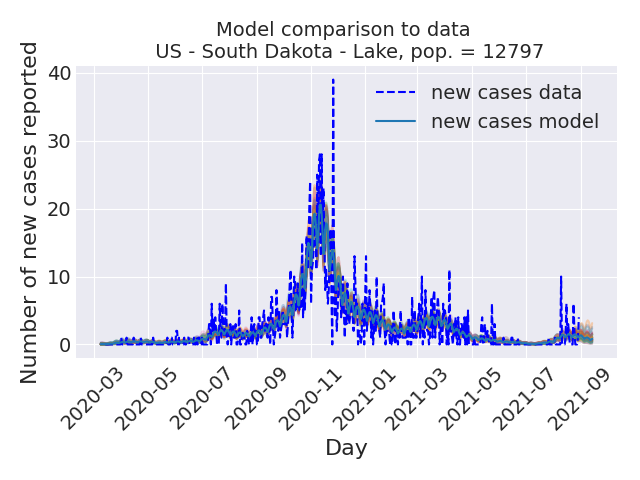 Model comparison to data
US - South Dakota - Lake, pop. = 12797
Number of new cases reported
40
30
20
10
0
new cases data
new cases model
2020-03
2020-05
2020-07
2020-09
2020-11
2021-01
2021-03
2021-05
2021-07
2021-09
Day